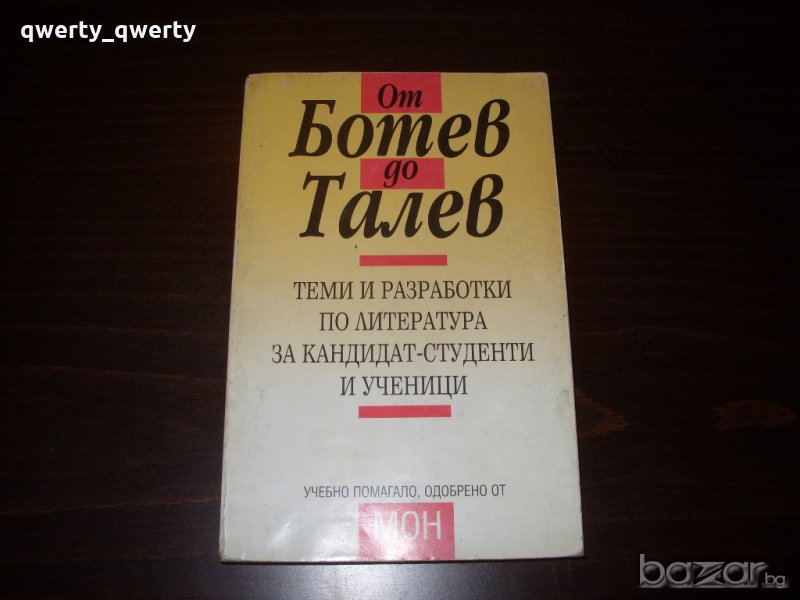 qwerty_qwerty
От
Ботев
до
Талев
ТЕМИ И РАЗРАБОТКИ
ПО ЛИТЕРАТУРА
ЗА КАНДИДАТ-СТУДЕНТИ
И УЧЕНИЦИ
УЧЕБНО ПОМАГАЛО, ОДОБРЕНО ОТ
МОН
bazar.bg